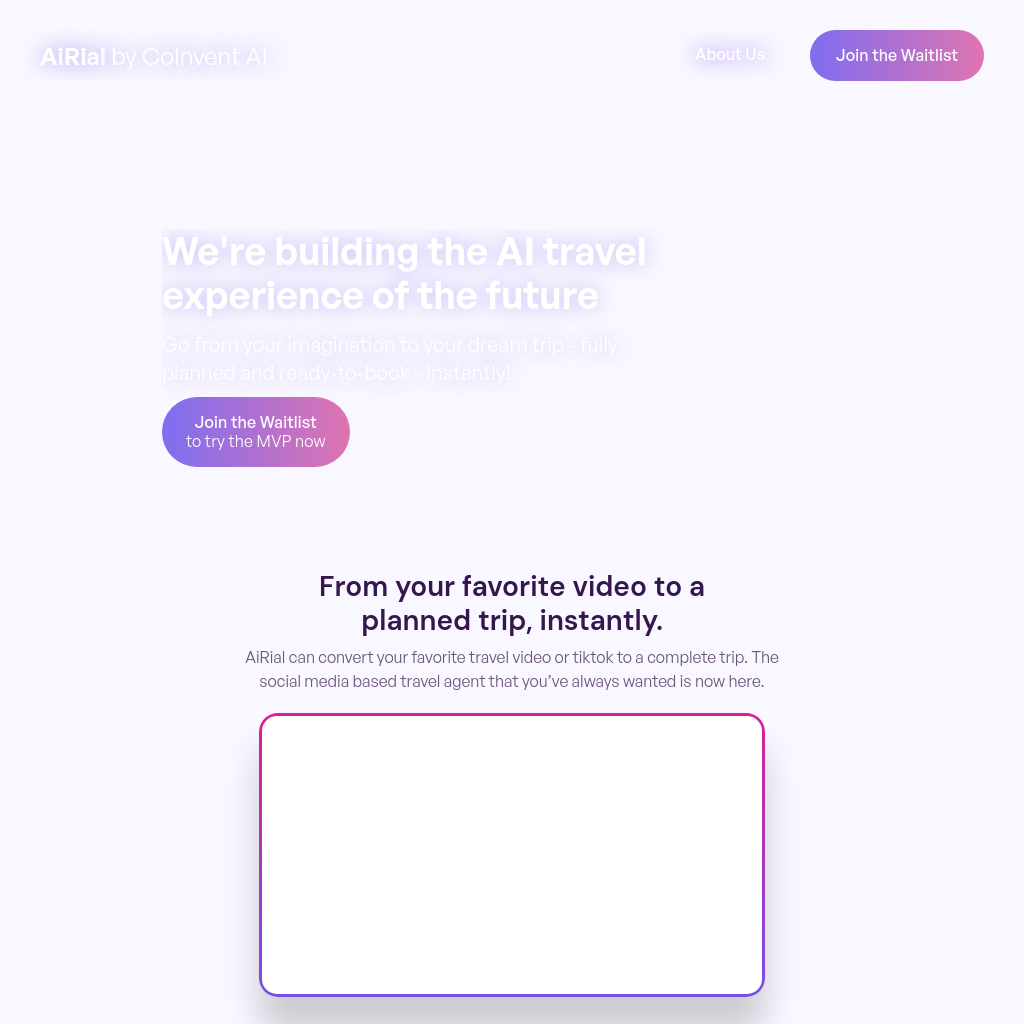 AiRial by CoInvent AI
About Us
Join the Waitlist
We're building the AI travel
experience of the future
Go from your imagination to your dream trip - fully
planned and ready-to-book - instantly!
Join the Waitlist
to try the MVP now
From your favorite video to a
planned trip, instantly.
AiRial can convert your favorite travel video or tiktok to a complete trip. The
social media based travel agent that you’ve always wanted is now here.